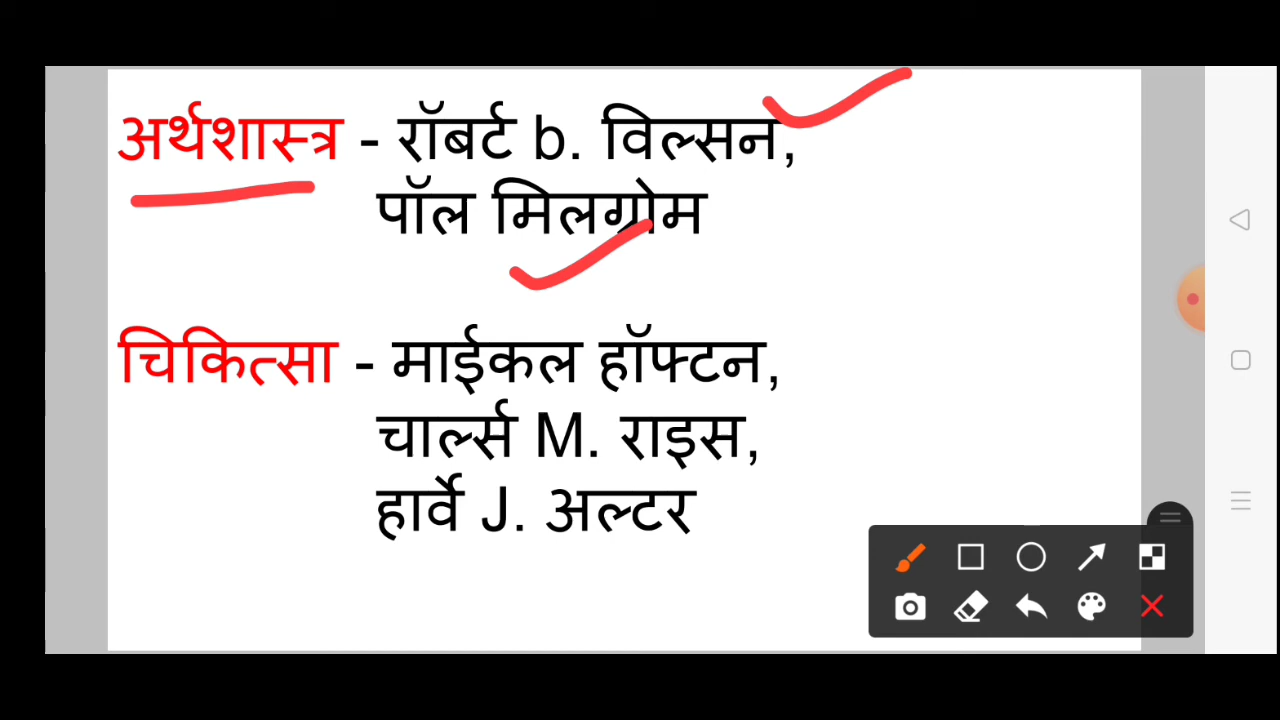 अर्थशास्त्र - रॉबर्ट b. विल्सन,
पॉल मिलग्रोम
चिकित्सा - माईकल हॉफ्टन,
चार्ल्स M. राइस,
हार्वे J. अल्टर